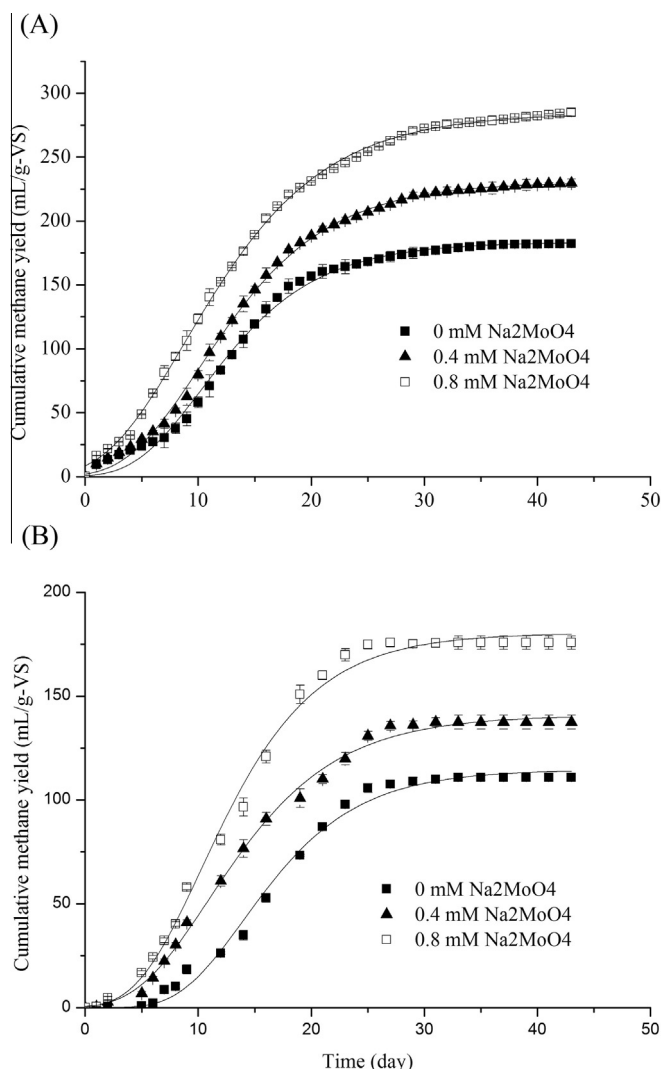 (A)
Cumulative methane yield (mL/g-VS)
300
250
200
150
100
50
0
0 mM Na2MoO4
0.4 mM Na2MoO4
0.8 mM Na2MoO4
0 10 20 30 40 50
(B)
Cumulative methane yield (mL/g-VS)
200
150
100
50
0
0 mM Na2MoO4
0.4 mM Na2MoO4
0.8 mM Na2MoO4
0 10 20 30 40 50
Time (day)